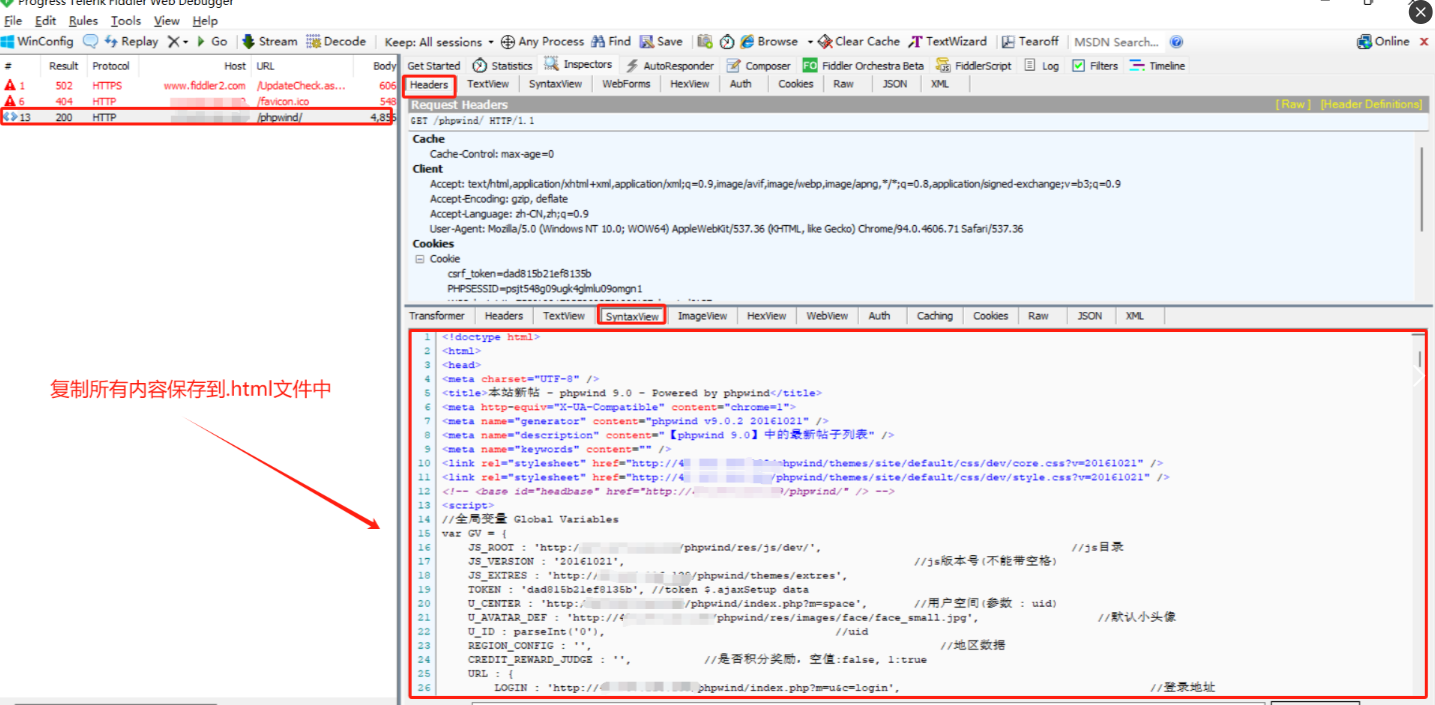 Progress Telerik Fiddler Web Debugger
File Edit Rules Tools View Help
WinConfig Replay Go Stream Decode Keep: All sessions Any Process Find Save Browse Clear Cache TextWizard Tearoff MSDN Search... Online
# Result Protocol Host URL Body
1 502 HTTPS www.fiddler2.com /UpdateCheck.as... 606
6 404 HTTP /favicon.ico 548
13 200 HTTP /phpwind/ 4,856
Get Started Statistics Inspectors AutoResponder Composer FO Fiddler Orchestra Beta FiddlerScript Log Filters Timeline
Headers TextView SyntaxView WebForms HexView Auth Cookies Raw JSON XML
Request Headers [ Raw ] [Header Definitions]
GET /phpwind/ HTTP/1.1
Cache
Cache-Control: max-age=0
Client
Accept: text/html,application/xhtml+xml,application/xml;q=0.9,image/avif,image/webp,image/apng,*/*;q=0.8,application/signed-exchange;v=b3;q=0.9
Accept-Encoding: gzip, deflate
Accept-Language: zh-CN,zh;q=0.9
User-Agent: Mozilla/5.0 (Windows NT 10.0; WOW64) AppleWebKit/537.36 (KHTML, like Gecko) Chrome/94.0.4606.71 Safari/537.36
Cookies
Cookie
csrf_token=dad815b21ef8135b
PHPSESSID=psjt548g09ugk4glmlu09omgn1
Transformer Headers TextView SyntaxView ImageView HexView WebView Auth Caching Cookies Raw JSON XML
1 <!doctype html>
2 <html>
3 <head>
4 <meta charset="UTF-8" />
5 <title>本站新帖 - phpwind 9.0 - Powered by phpwind</title>
6 <meta http-equiv="X-UA-Compatible" content="chrome=1">
7 <meta name="generator" content="phpwind v9.0.2 20161021" />
8 <meta name="description" content="【phpwind 9.0】中的最新帖子列表" />
9 <meta name="keywords" content="" />
10 <link rel="stylesheet" href="http://4 /phpwind/themes/site/default/css/dev/core.css?v=20161021" />
11 <link rel="stylesheet" href="http://4 /phpwind/themes/site/default/css/dev/style.css?v=20161021" />
12 <!-- <base id="headbase" href="http:// /phpwind/" /> -->
13 <script>
14 //全局变量 Global Variables
15 var GV = {
16 JS_ROOT : 'http:/ /phpwind/res/js/dev/', //js目录
17 JS_VERSION : '20161021', //js版本号(不能带空格)
18 JS_EXTRES : 'http:// /phpwind/themes/extres',
19 TOKEN : 'dad815b21ef8135b', //token $.ajaxSetup data
20 U_CENTER : 'http:/ /phpwind/index.php?m=space', //用户空间(参数 : uid)
21 U_AVATAR_DEF : 'http://4 /phpwind/res/images/face/face_small.jpg', //默认小头像
22 U_ID : parseInt('0'), //uid
23 REGION_CONFIG : '', //地区数据
24 CREDIT_REWARD_JUDGE : '', //是否积分奖励，空值:false, 1:true
25 URL : {
26 LOGIN : 'http://4 phpwind/index.php?m=u&c=login', //登录地址
复制所有内容保存到.html文件中